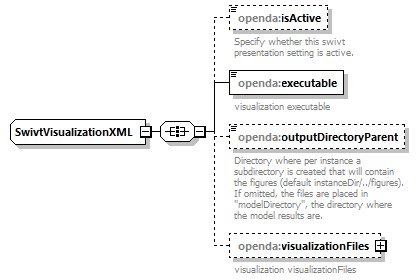 openda:isActive
Specify whether this swivt
presentation setting is active.
openda:executable
visualization executable
SwivtVisualizationXML
openda:outputDirectoryParent
Directory where per instance a
subdirectory is created that will contain
the figures (default instanceDir/../figures).
If omitted, the files are placed in
"modelDirectory", the directory where
the model results are.
openda:visualizationFiles
visualization visualizationFiles